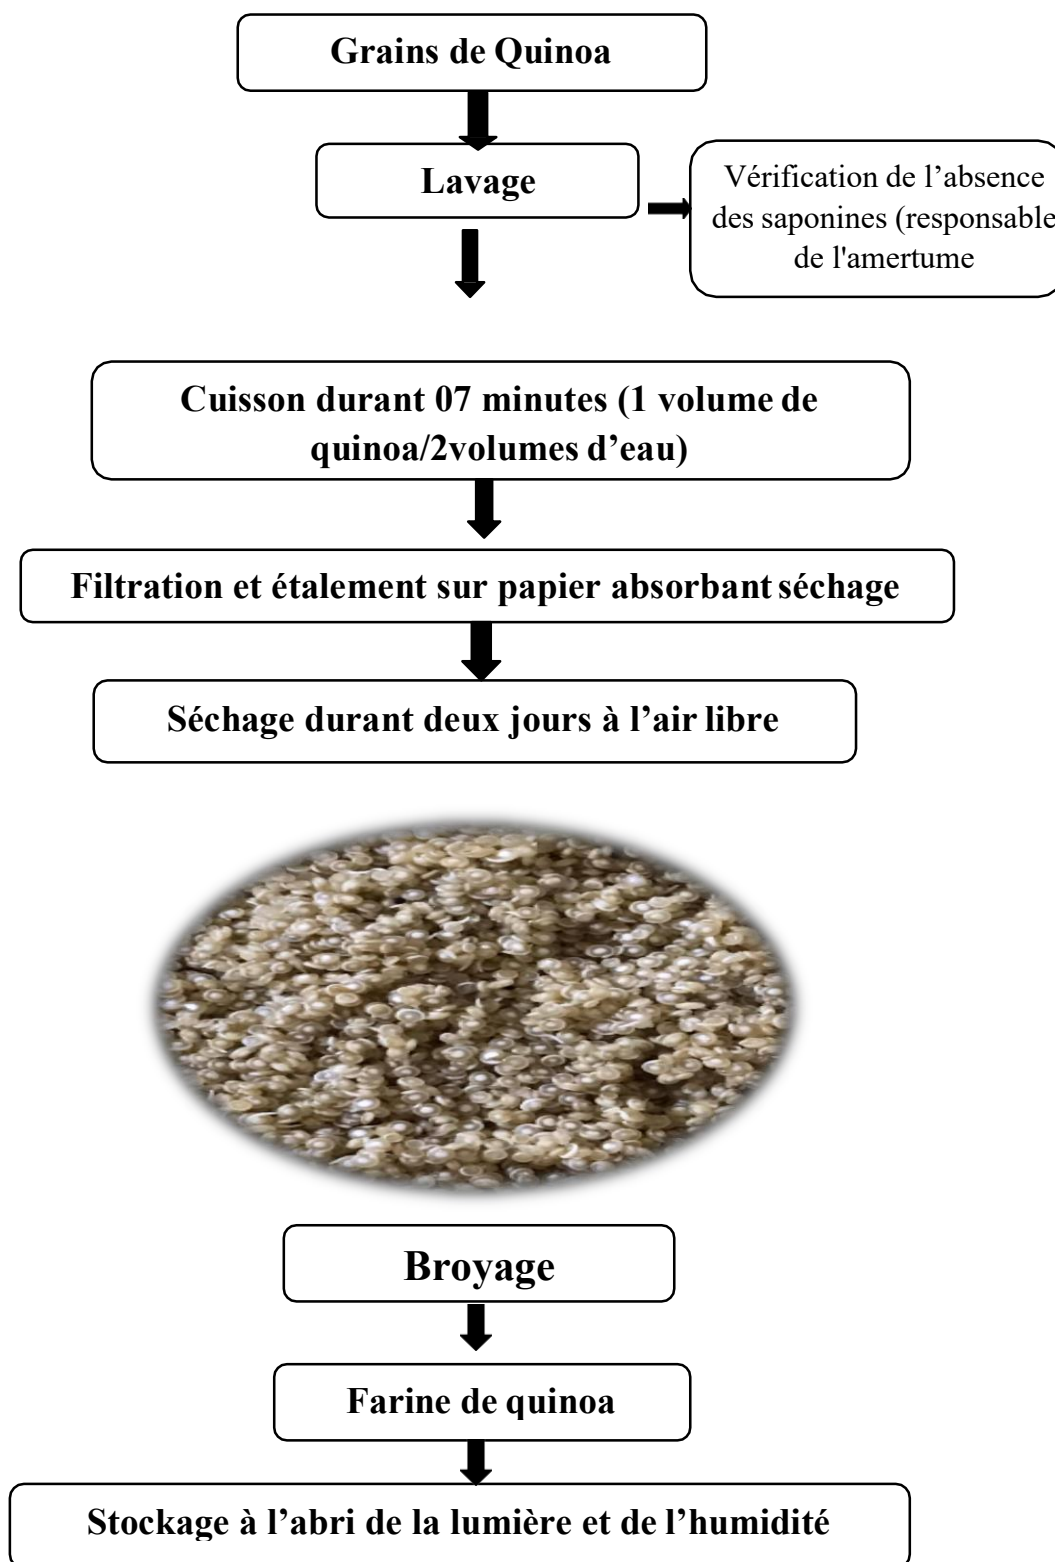 Grains de Quinoa
Lavage
Vérification de l’absence
des saponines (responsable
de l'amertume
Cuisson durant 07 minutes (1 volume de
quinoa/2volumes d’eau)
Filtration et étalement sur papier absorbant séchage
Séchage durant deux jours à l’air libre
Broyage
Farine de quinoa
Stockage à l’abri de la lumière et de l’humidité